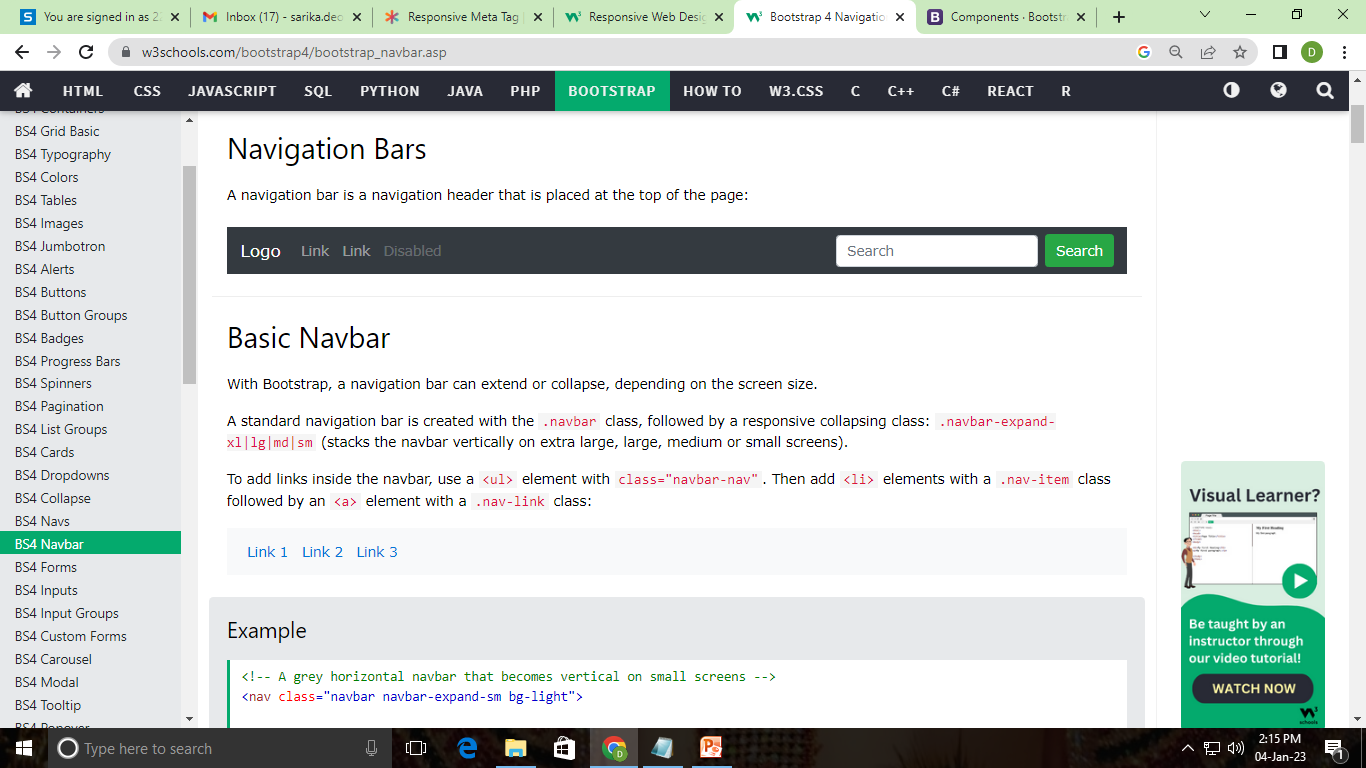 You are signed in as 2
Inbox (17) - sarika.de
Responsive Meta Tag
Responsive Web Desig
Bootstrap 4 Navigatio
Components · Bootst
w3schools.com/bootstrap4/bootstrap_navbar.asp
D
HTML CSS JAVASCRIPT SQL PYTHON JAVA PHP BOOTSTRAP HOW TO W3.CSS C C++ C# REACT R
BS4 Containers
BS4 Grid Basic
BS4 Typography
BS4 Colors
BS4 Tables
BS4 Images
BS4 Jumbotron
BS4 Alerts
BS4 Buttons
BS4 Button Groups
BS4 Badges
BS4 Progress Bars
BS4 Spinners
BS4 Pagination
BS4 List Groups
BS4 Cards
BS4 Dropdowns
BS4 Collapse
BS4 Navs
BS4 Navbar
BS4 Forms
BS4 Inputs
BS4 Input Groups
BS4 Custom Forms
BS4 Carousel
BS4 Modal
BS4 Tooltip
BS4 Popover
Navigation Bars
A navigation bar is a navigation header that is placed at the top of the page:
Logo Link Link Disabled Search Search
Basic Navbar
With Bootstrap, a navigation bar can extend or collapse, depending on the screen size.
A standard navigation bar is created with the .navbar class, followed by a responsive collapsing class: .navbar-expand-
xl|lg|md|sm (stacks the navbar vertically on extra large, large, medium or small screens).
To add links inside the navbar, use a <ul> element with class="navbar-nav". Then add <li> elements with a .nav-item class
followed by an <a> element with a .nav-link class:
Link 1 Link 2 Link 3
Example
<!-- A grey horizontal navbar that becomes vertical on small screens -->
<nav class="navbar navbar-expand-sm bg-light">
Visual Learner?
Be taught by an
instructor through
our video tutorial!
WATCH NOW
schools
Type here to search
2:15 PM
04-Jan-23
1